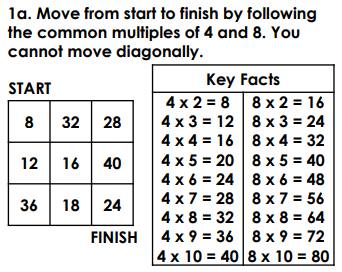 1a. Move from start to finish by following
the common multiples of 4 and 8. You
cannot move diagonally.
START
8 32 28
12 16 40
36 18 24
FINISH
Key Facts
4 x 2 = 8 8 x 2 = 16
4 x 3 = 12 8 x 3 = 24
4 x 4 = 16 8 x 4 = 32
4 x 5 = 20 8 x 5 = 40
4 x 6 = 24 8 x 6 = 48
4 x 7 = 28 8 x 7 = 56
4 x 8 = 32 8 x 8 = 64
4 x 9 = 36 8 x 9 = 72
4 x 10 = 40 8 x 10 = 80